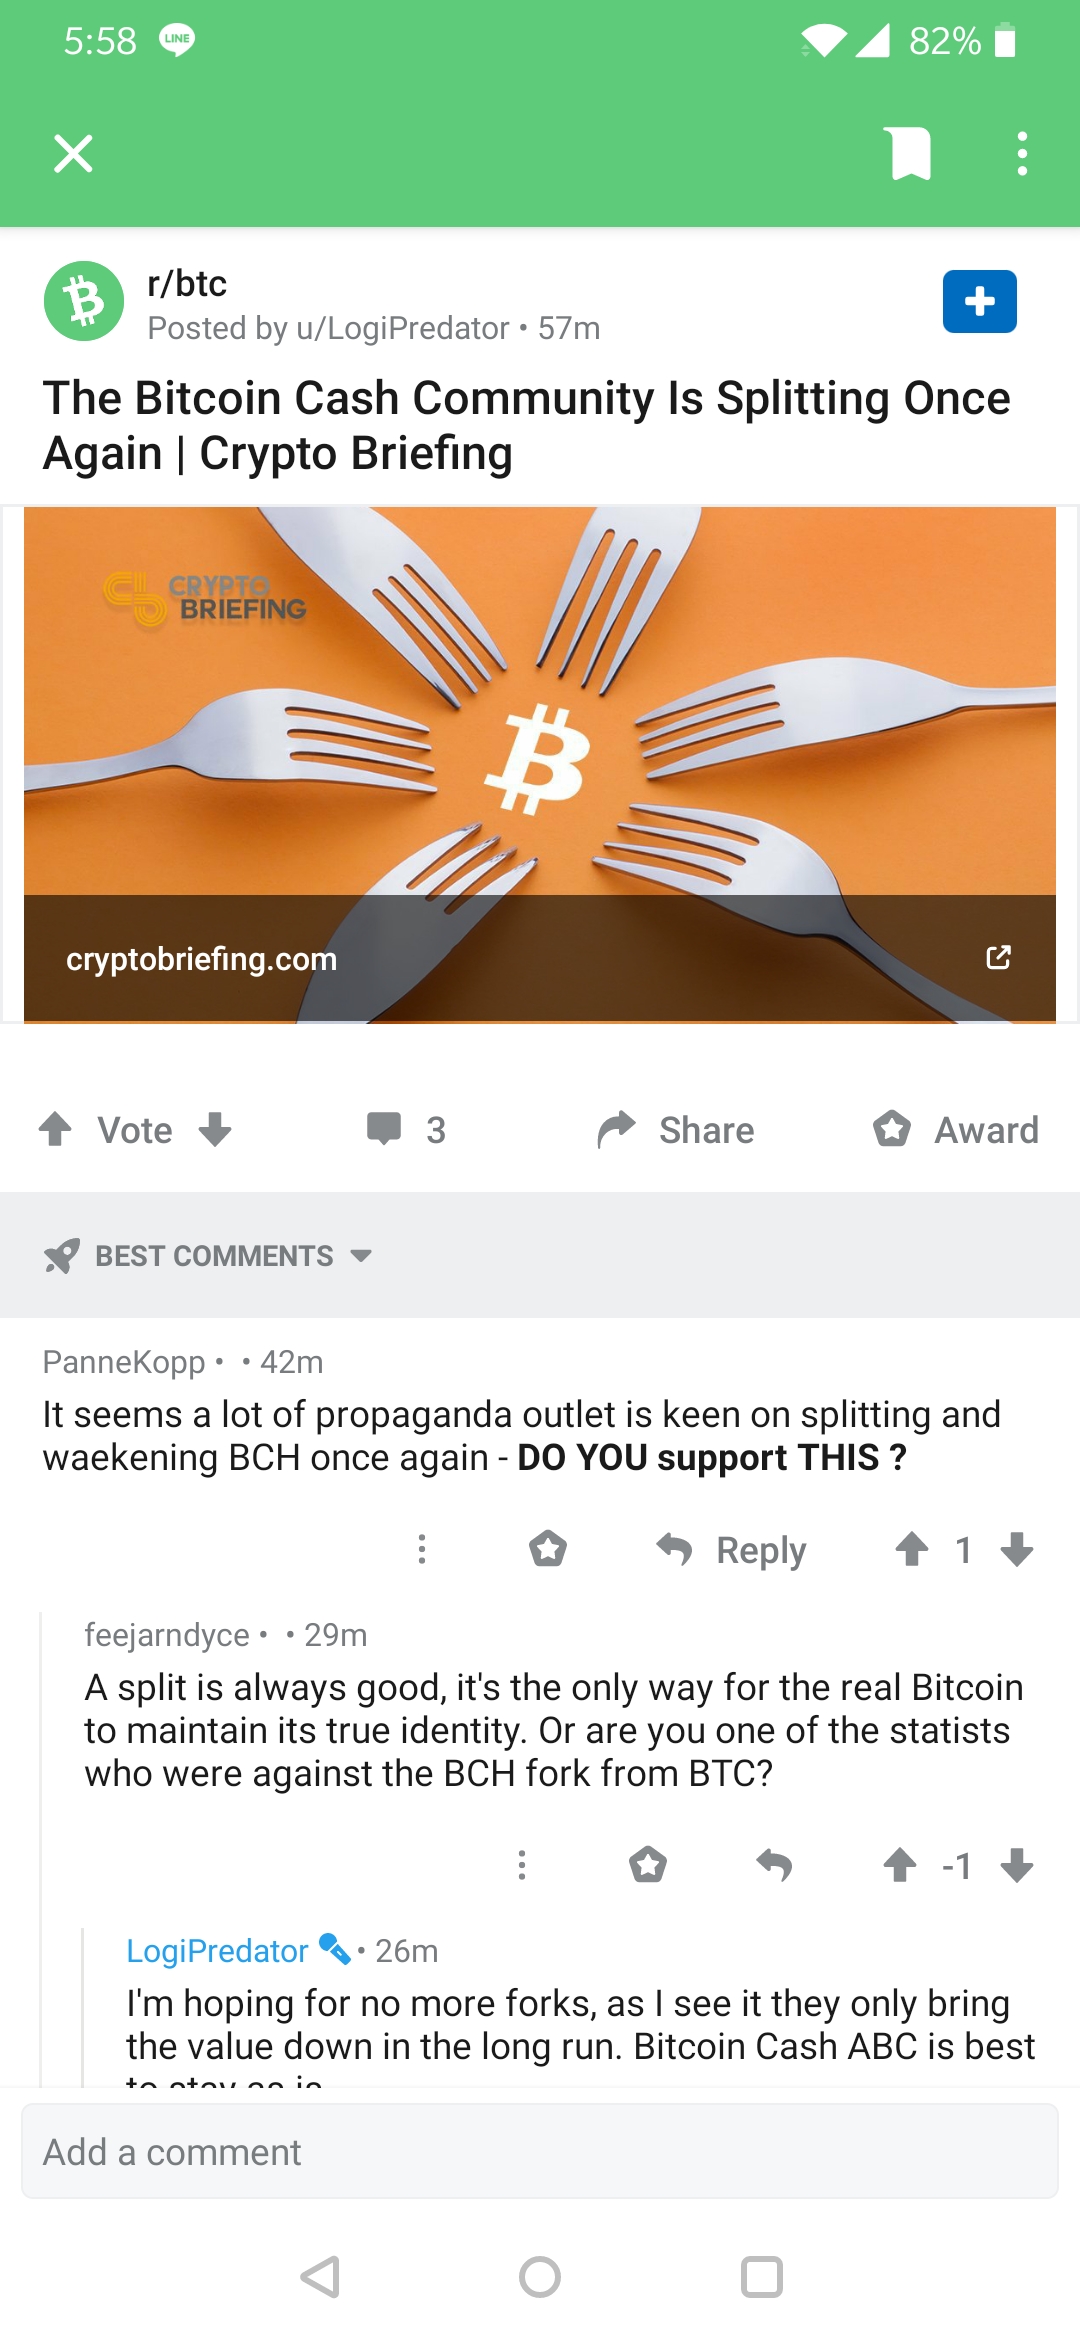 5:58 LINE 82%
r/btc
Posted by u/LogiPredator • 57m
The Bitcoin Cash Community Is Splitting Once
Again | Crypto Briefing
CRYPTO
BRIEFING
cryptobriefing.com
Vote 3 Share Award
BEST COMMENTS
PanneKopp • • 42m
It seems a lot of propaganda outlet is keen on splitting and
waekening BCH once again - DO YOU support THIS ?
Reply 1
feejarndyce • • 29m
A split is always good, it's the only way for the real Bitcoin
to maintain its true identity. Or are you one of the statists
who were against the BCH fork from BTC?
-1
LogiPredator • 26m
I'm hoping for no more forks, as I see it they only bring
the value down in the long run. Bitcoin Cash ABC is best
to stay as is
Add a comment